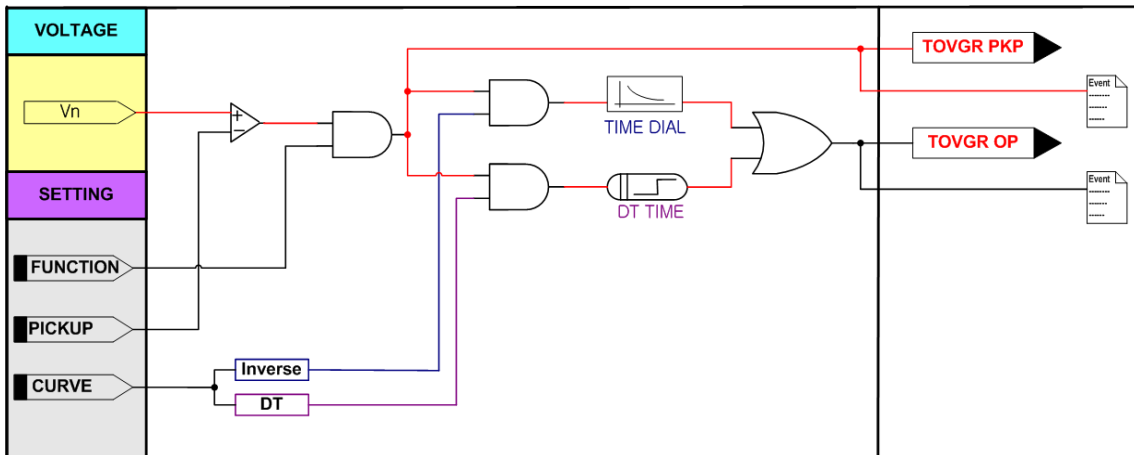 VOLTAGE
Vn
+
−
SETTING
FUNCTION
PICKUP
CURVE
Inverse
DT
TIME DIAL
DT TIME
TOVGR PKP
Event
TOVGR OP
Event